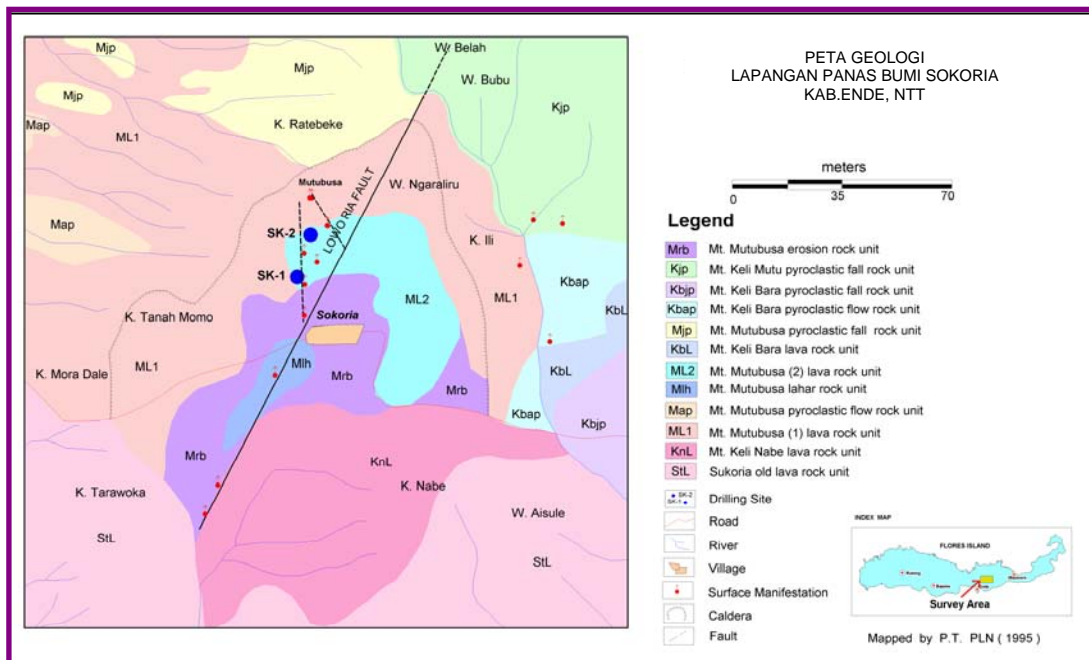 PETA GEOLOGI
LAPANGAN PANAS BUMI SOKORIA
KAB.ENDE, NTT
meters
0 35 70
Legend
Mrb Mt. Mutubusa erosion rock unit
Kjp Mt. Keli Mutu pyroclastic fall rock unit
Kbjp Mt. Keli Bara pyroclastic fall rock unit
Kbap Mt. Keli Bara pyroclastic flow rock unit
Mjp Mt. Mutubusa pyroclastic fall rock unit
KbL Mt. Keli Bara lava rock unit
ML2 Mt. Mutubusa (2) lava rock unit
Mlh Mt. Mutubusa lahar rock unit
Map Mt. Mutubusa pyroclastic flow rock unit
ML1 Mt. Mutubusa (1) lava rock unit
KnL Mt. Keli Nabe lava rock unit
StL Sukoria old lava rock unit
SK-2
SK-1
Drilling Site
Road
River
Village
Surface Manifestation
Caldera
Fault
INDEX MAP
FLORES ISLAND
Survey Area
Mapped by P.T. PLN ( 1995 )
Mjp
W. Belah
Mjp
W. Bubu
Mjp
Kjp
Map
ML1
K. Ratebeke
Mutubusa
W. Ngaraliru
LOWO RIA FAULT
Map
SK-2
K. Ili
SK-1
Kbap
ML2
ML1
KbL
K. Tanah Momo
Sokoria
ML1
Mlh
K. Mora Dale
Mrb
Mrb
KbL
Kbap
Kbjp
Mrb
KnL
K. Nabe
K. Tarawoka
W. Aisule
StL
StL